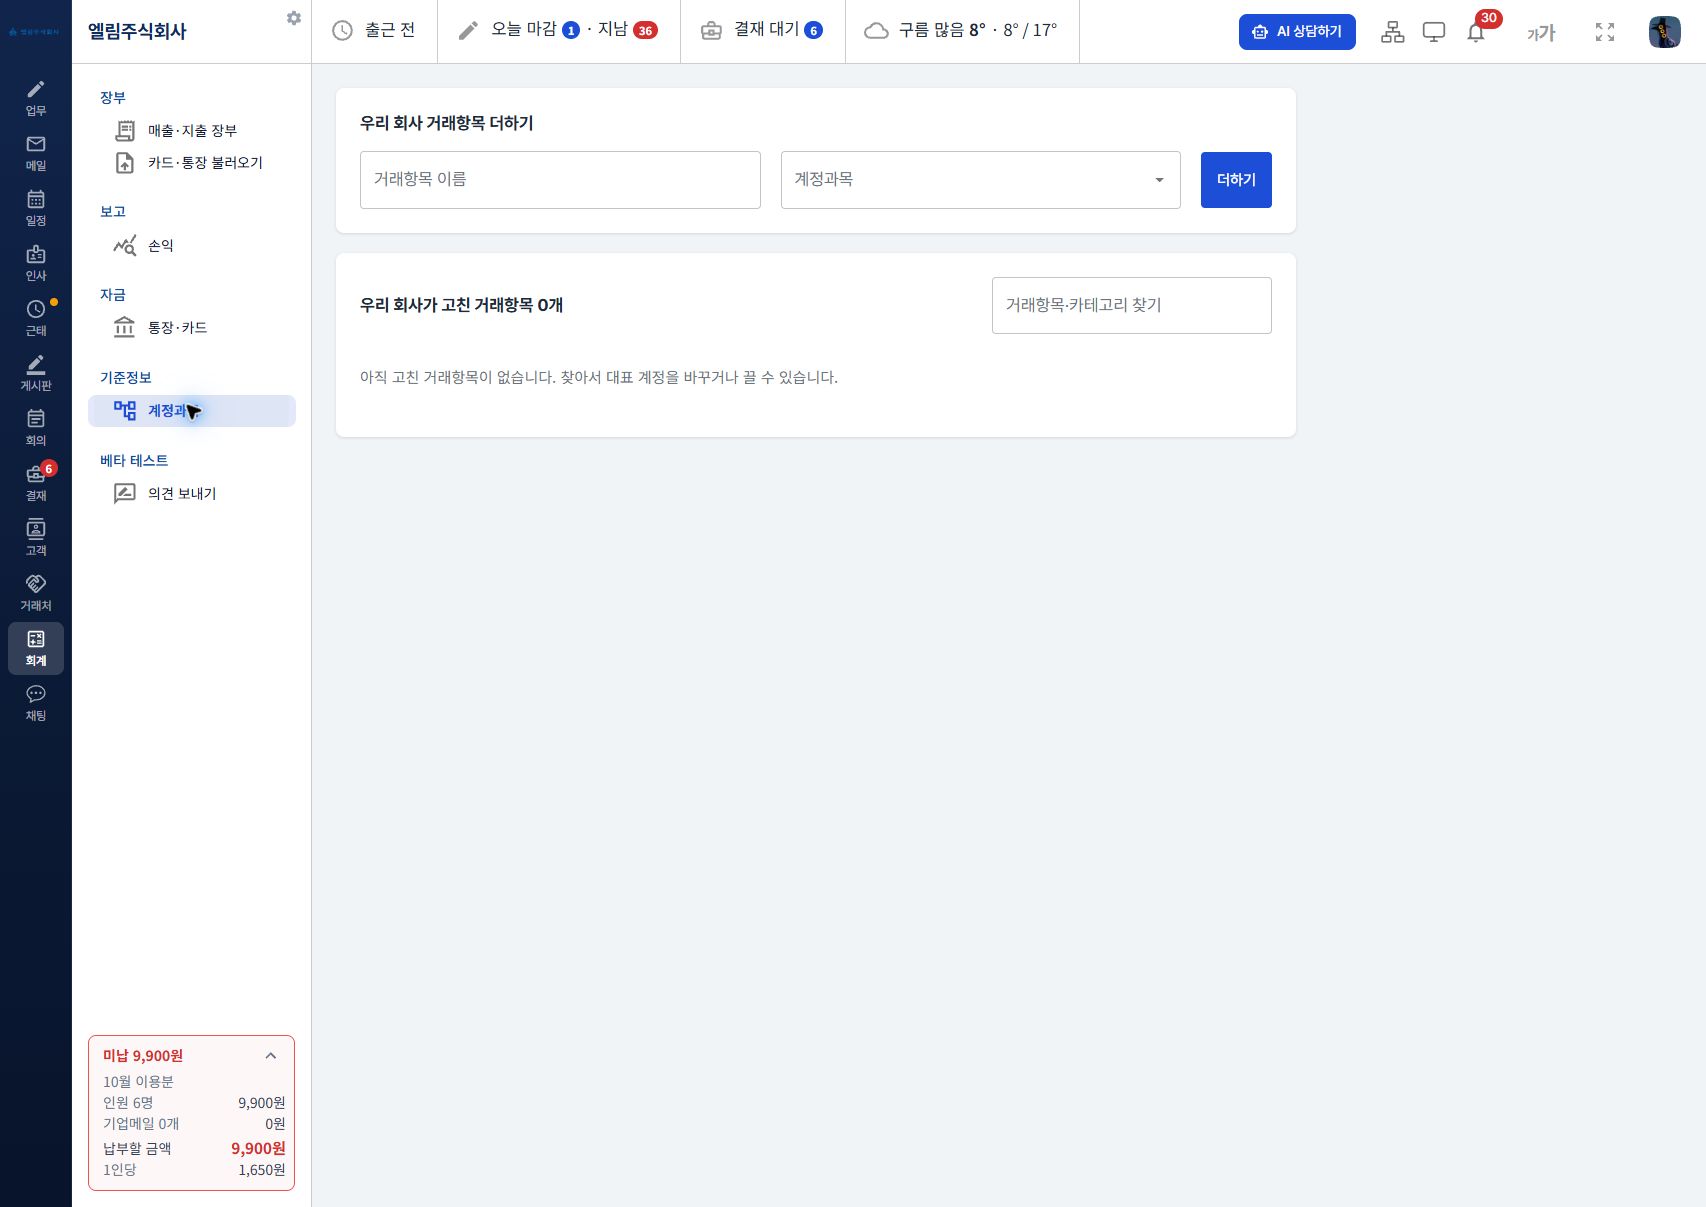 엘림주식회사
업무
메일
일정
인사
근태
게시판
회의
6
결재
고객
거래처
회계
채팅
엘림주식회사
장부
매출·지출 장부
카드·통장 불러오기
보고
손익
자금
통장·카드
기준정보
계정과
베타 테스트
의견 보내기
미납 9,900원
10월 이용분
인원 6명 9,900원
기업메일 0개 0원
납부할 금액 9,900원
1인당 1,650원
출근 전
오늘 마감 1 · 지남 36
결재 대기 6
구름 많음 8° · 8° / 17°
AI 상담하기
30
가가
우리 회사 거래항목 더하기
거래항목 이름
계정과목
더하기
우리 회사가 고친 거래항목 0개
거래항목·카테고리 찾기
아직 고친 거래항목이 없습니다. 찾아서 대표 계정을 바꾸거나 끌 수 있습니다.